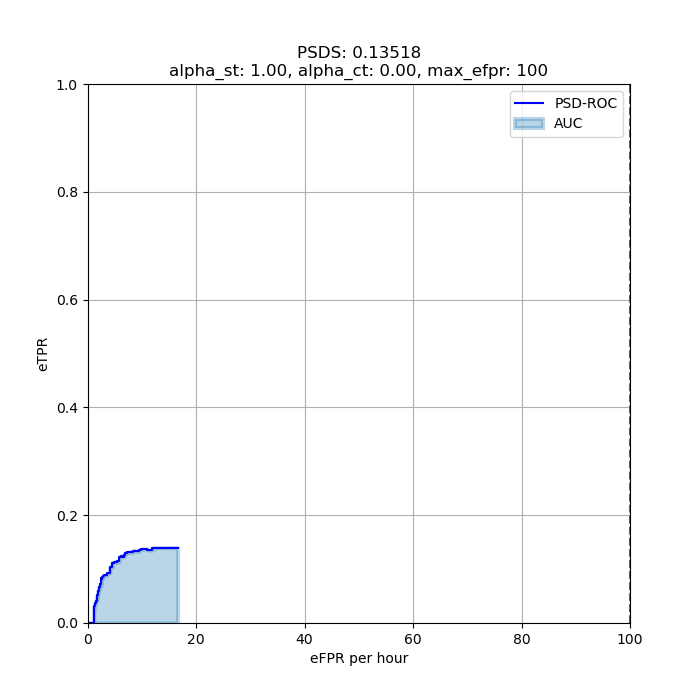 PSDS: 0.13518
alpha_st: 1.00, alpha_ct: 0.00, max_efpr: 100
1.0
0.8
0.6
0.4
0.2
0.0
eTPR
PSD-ROC
AUC
0 20 40 60 80 100
eFPR per hour